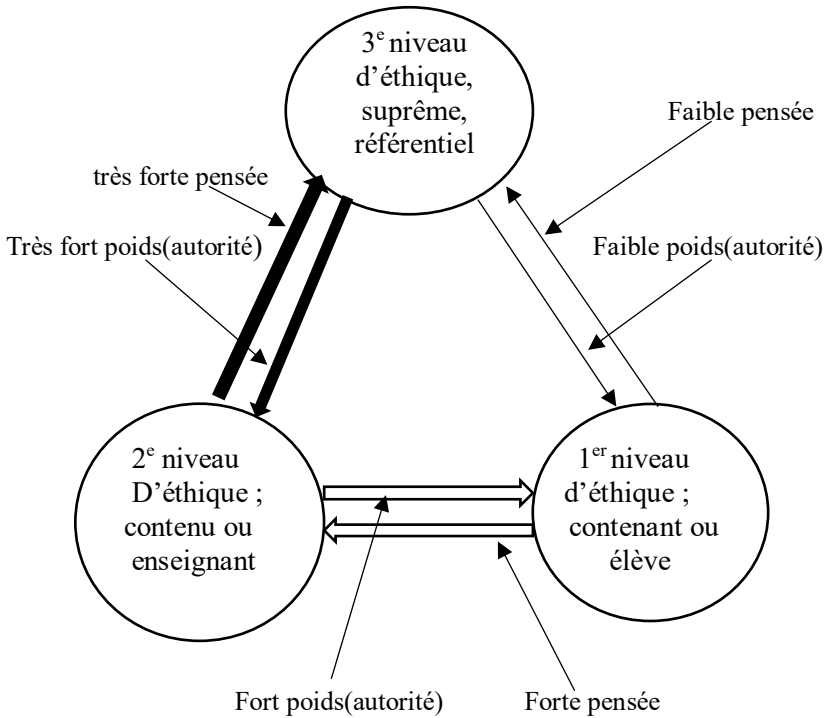 3e niveau
d’éthique,
suprême,
référentiel
Faible pensée
très forte pensée
Très fort poids(autorité)
Faible poids(autorité)
2e niveau
D’éthique ;
contenu ou
enseignant
1er niveau
d’éthique ;
contenant ou
élève
Fort poids(autorité)
Forte pensée